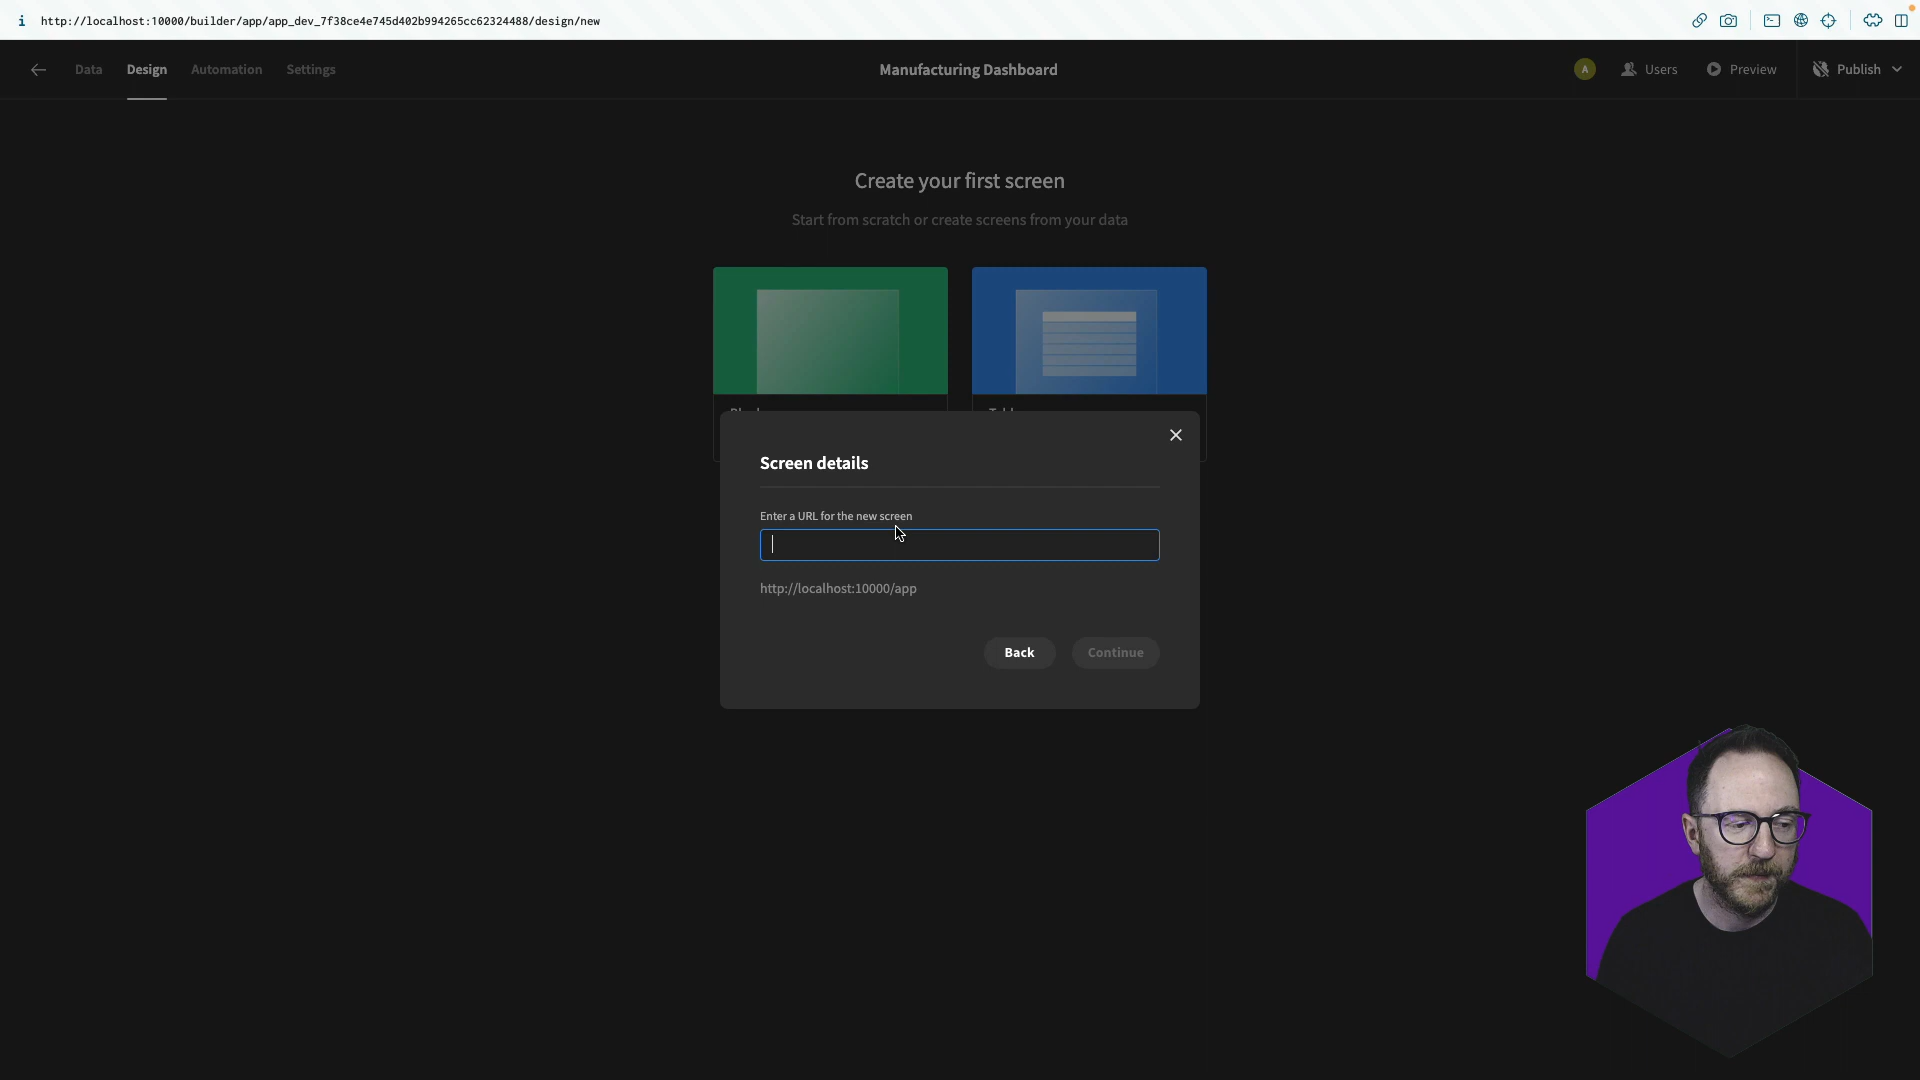 i http://localhost:10000/builder/app/app_dev_7f38ce4e745d402b994265cc62324488/design/new
Data Design Automation Settings Manufacturing Dashboard A Users Preview Publish
Create your first screen
Start from scratch or create screens from your data
Screen details
Enter a URL for the new screen
http://localhost:10000/app
Back Continue